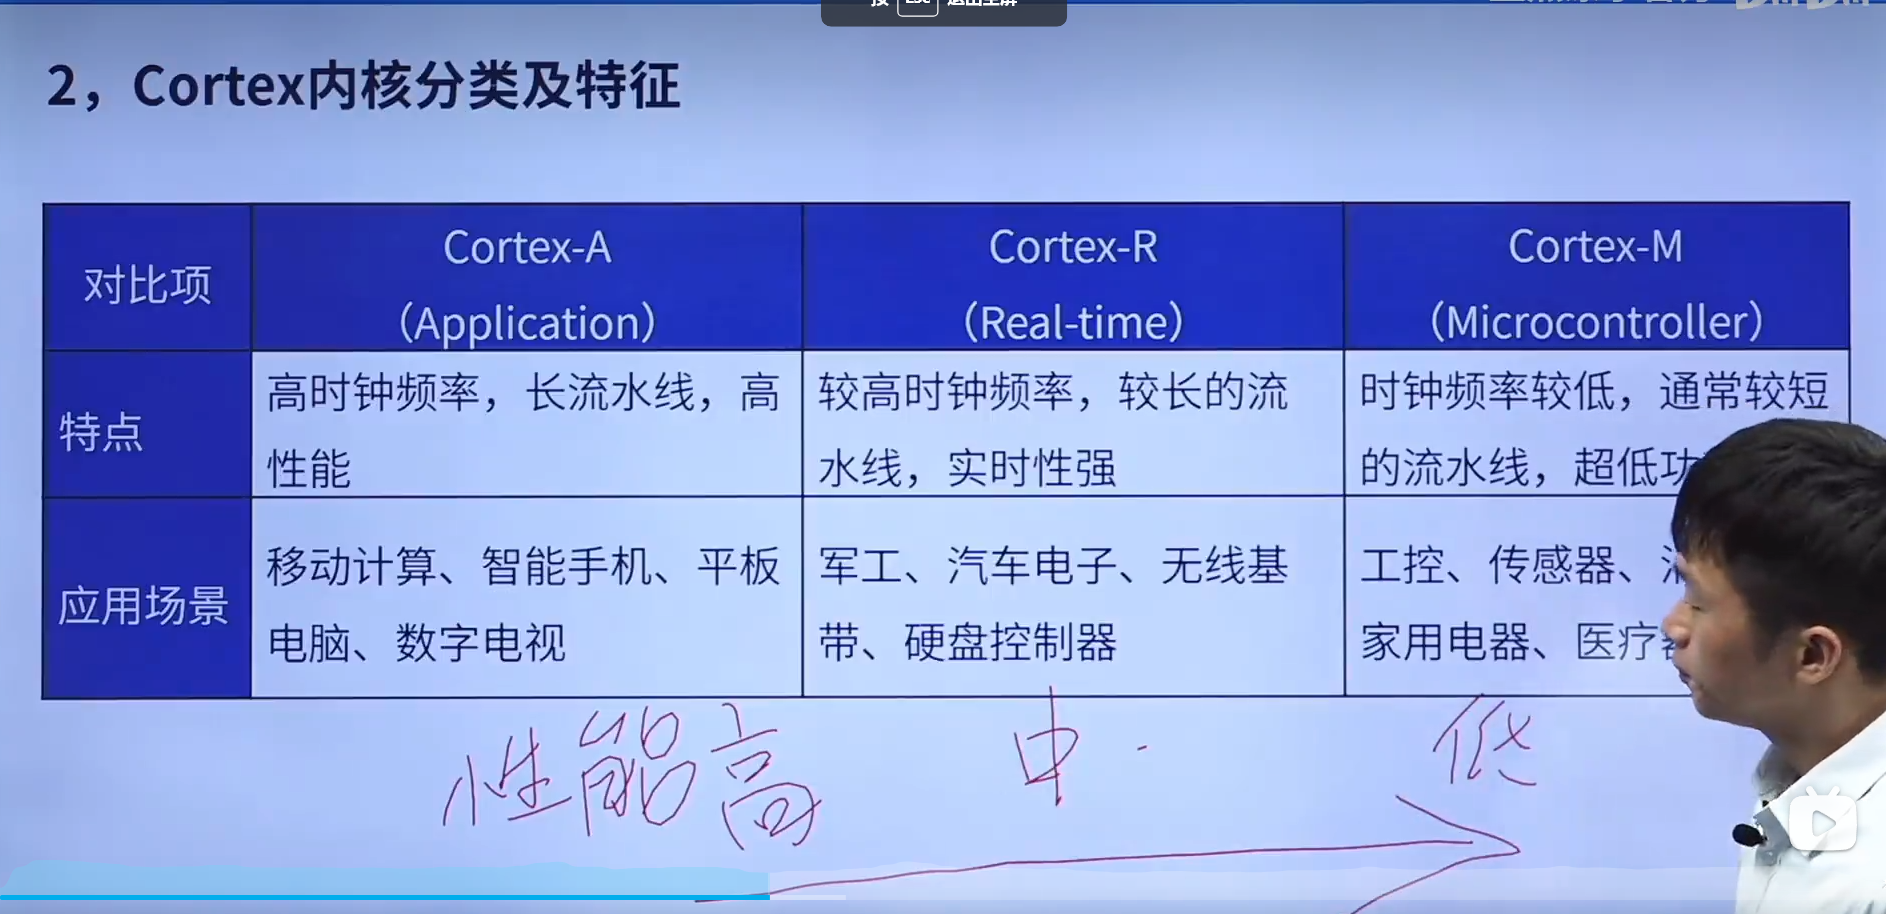 2，Cortex内核分类及特征
对比项
Cortex-A
（Application）
Cortex-R
（Real-time）
Cortex-M
（Microcontroller）
特点
高时钟频率，长流水线，高
性能
较高时钟频率，较长的流
水线，实时性强
时钟频率较低，通常较短
的流水线，超低功
应用场景
移动计算、智能手机、平板
电脑、数字电视
军工、汽车电子、无线基
带、硬盘控制器
工控、传感器、
家用电器、医疗
性能高
中
低